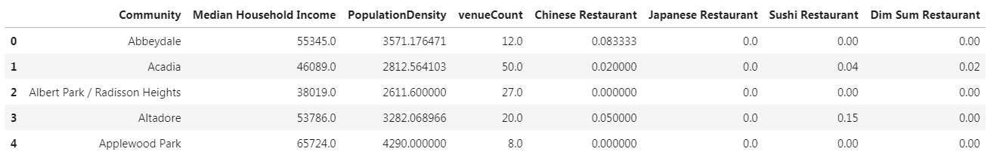 Community Median Household Income PopulationDensity venueCount Chinese Restaurant Japanese Restaurant Sushi Restaurant Dim Sum Restaurant
0 Abbeydale 55345.0 3571.176471 12.0 0.083333 0.0 0.00 0.00
1 Acadia 46089.0 2812.564103 50.0 0.020000 0.0 0.04 0.02
2 Albert Park / Radisson Heights 38019.0 2611.600000 27.0 0.000000 0.0 0.00 0.00
3 Altadore 53786.0 3282.068966 20.0 0.050000 0.0 0.15 0.00
4 Applewood Park 65724.0 4290.000000 8.0 0.000000 0.0 0.00 0.00